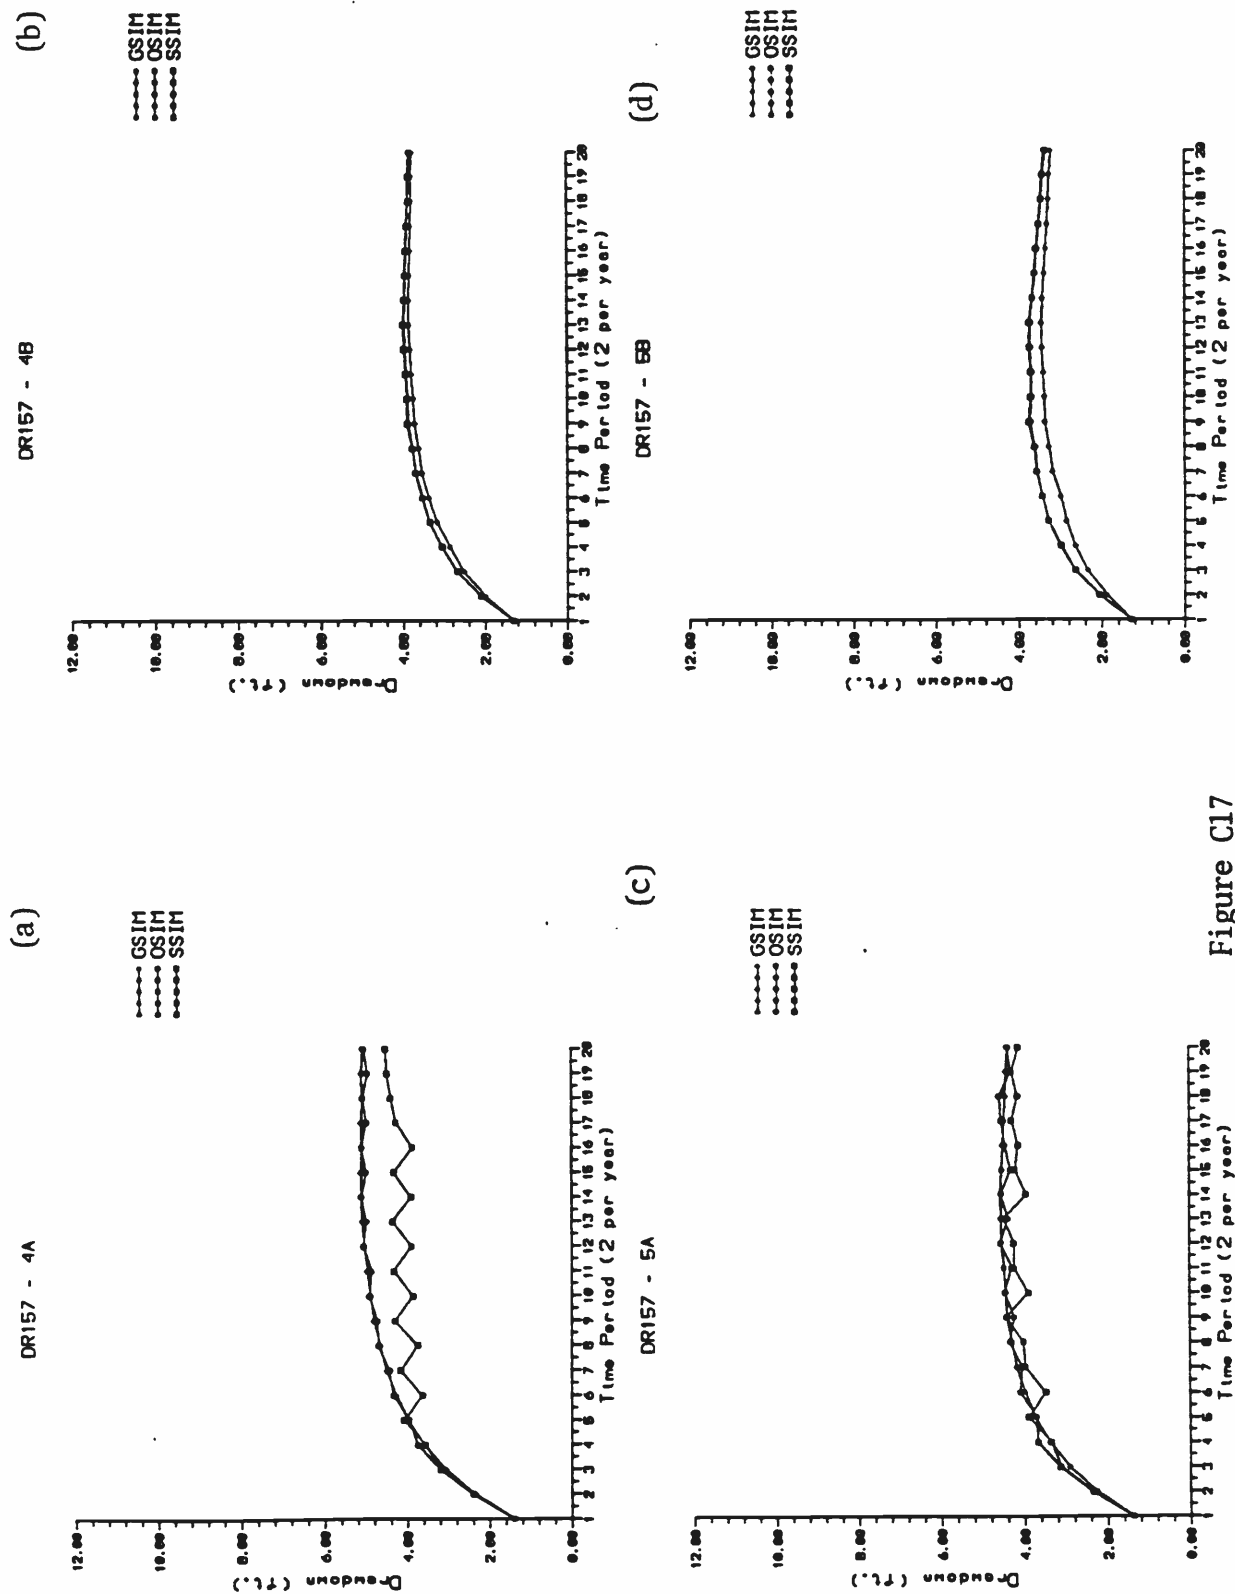 (a)
DR157 - 4A
GSIM
OSIM
SSIM
12.00
10.00
8.00
6.00
4.00
2.00
0.00
Drawdown (ft.)
1 2 3 4 5 6 7 8 9 10 11 12 13 14 15 16 17 18 19 20
Time Period (2 per year)
(b)
DR157 - 4B
GSIM
OSIM
SSIM
12.00
10.00
8.00
6.00
4.00
2.00
0.00
Drawdown (ft.)
1 2 3 4 5 6 7 8 9 10 11 12 13 14 15 16 17 18 19 20
Time Period (2 per year)
(c)
DR157 - 5A
GSIM
OSIM
SSIM
12.00
10.00
8.00
6.00
4.00
2.00
0.00
Drawdown (ft.)
1 2 3 4 5 6 7 8 9 10 11 12 13 14 15 16 17 18 19 20
Time Period (2 per year)
(d)
DR157 - 5B
GSIM
OSIM
SSIM
12.00
10.00
8.00
6.00
4.00
2.00
0.00
Drawdown (ft.)
1 2 3 4 5 6 7 8 9 10 11 12 13 14 15 16 17 18 19 20
Time Period (2 per year)
Figure C17